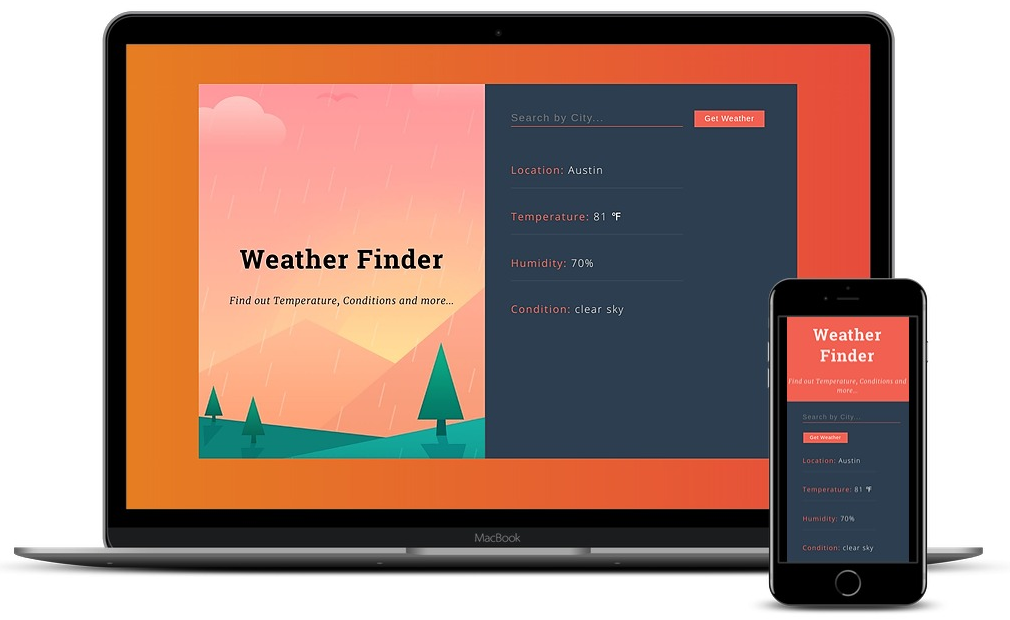 Weather Finder
Find out Temperature, Conditions and more...
Search by City...
Get Weather
Location: Austin
Temperature: 81 °F
Humidity: 70%
Condition: clear sky
MacBook
Weather
Finder
Find out Temperature, Conditions and
more...
Search by City...
Get Weather
Location: Austin
Temperature: 81 °F
Humidity: 70%
Condition: clear sky